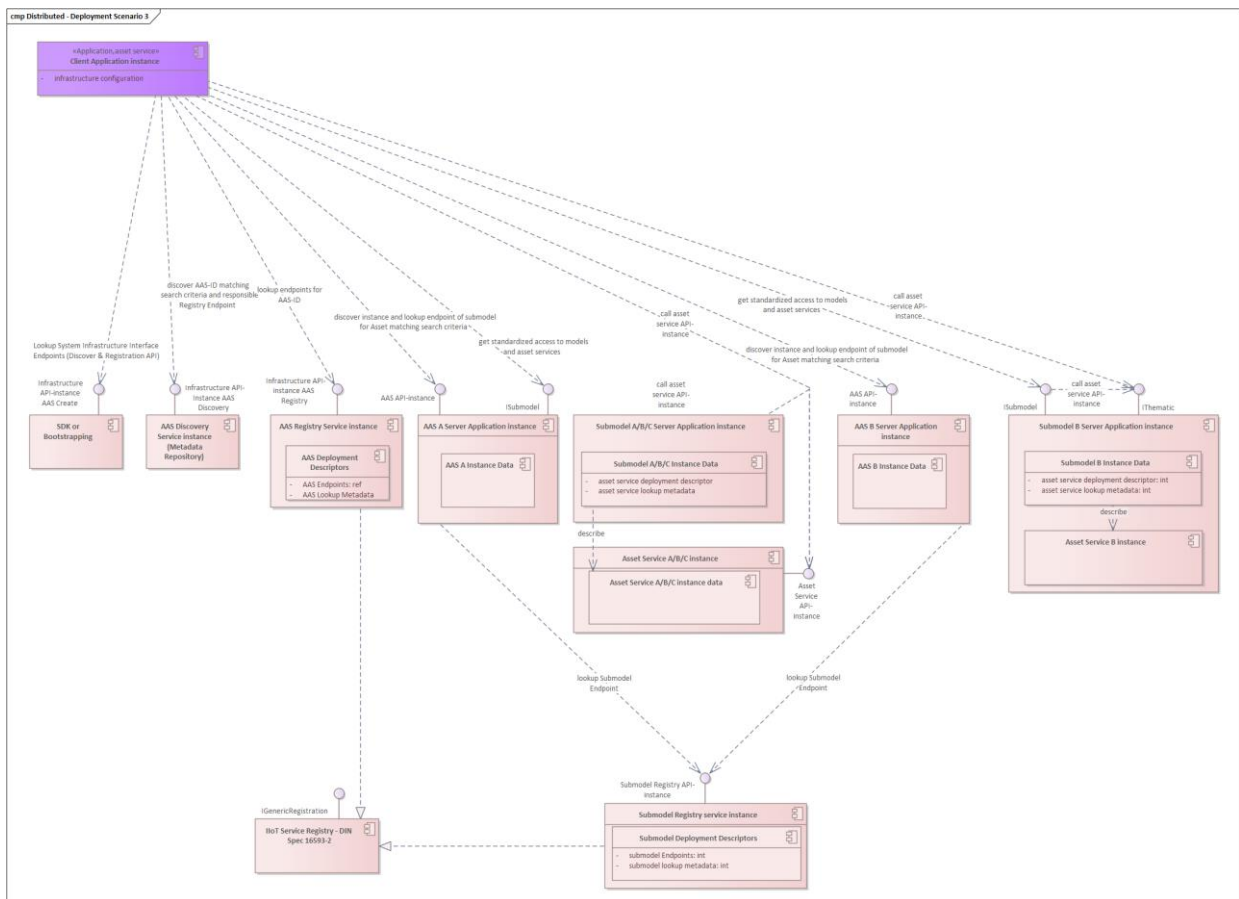 cmp Distributed - Deployment Scenario 3
«Application,asset service»
Client Application instance
- infrastructure configuration
discover AAS-ID matching
search criteria and responsible
Registry Endpoint
lookup endpoints for
AAS-ID
discover instance and lookup endpoint of submodel
for Asset matching search criteria
get standardized access to models
and asset services
call asset
service API-
instance
get standardized access to models
and asset services
call asset
service API-
instance
discover instance and lookup endpoint of submodel
for Asset matching search criteria
Lookup System Infrastructure Interface
Endpoints (Discover & Registration API)
Infrastructure
API-instance
AAS Create
Infrastructure API-
Instance AAS
Discovery
Infrastructure API-
instance AAS
Registry
AAS API-instance
ISubmodel
call asset
service API-
instance
AAS API-
instance
ISubmodel
call asset
service API-
instance
IThematic
SDK or
Bootstrapping
AAS Discovery
Service instance
(Metadata
Repository)
AAS Registry Service instance
AAS Deployment
Descriptors
- AAS Endpoints: ref
- AAS Lookup Metadata
AAS A Server Application instance
AAS A Instance Data
Submodel A/B/C Server Application instance
Submodel A/B/C Instance Data
- asset service deployment descriptor
- asset service lookup metadata
describe
Asset Service A/B/C instance
Asset Service A/B/C instance data
Asset
Service
API-
instance
AAS B Server Application
instance
AAS B Instance Data
Submodel B Server Application instance
Submodel B Instance Data
- asset service deployment descriptor: int
- asset service lookup metadata: int
describe
Asset Service B instance
lookup Submodel
Endpoint
lookup Submodel
Endpoint
IGenericRegistration
IIoT Service Registry - DIN
Spec 16593-2
Submodel Registry API-
instance
Submodel Registry service instance
Submodel Deployment Descriptors
- submodel Endpoints: int
- submodel lookup metadata: int